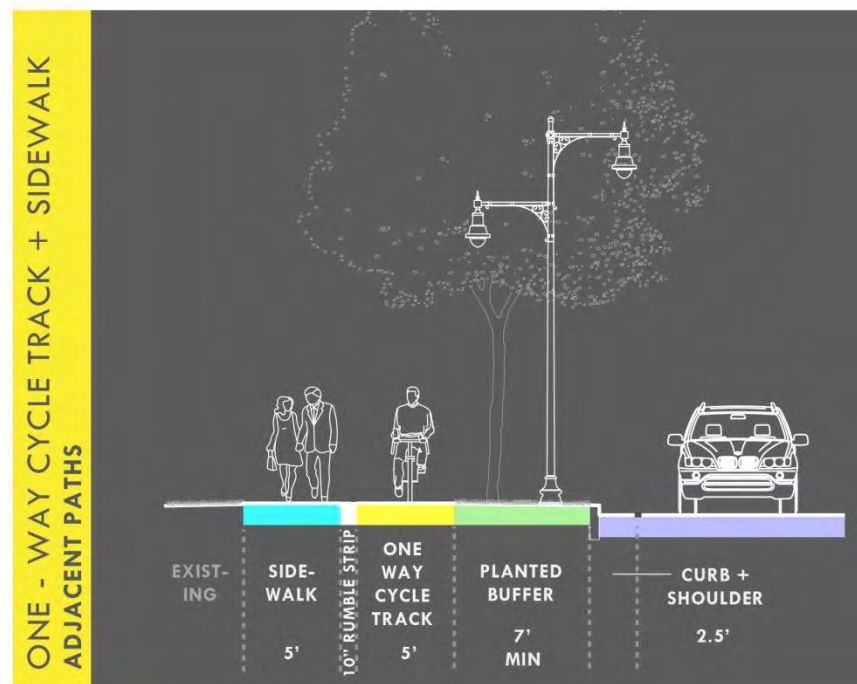 ONE - WAY CYCLE TRACK + SIDEWALK
ADJACENT PATHS
EXIST-
ING
SIDE-
WALK
5'
10" RUMBLE STRIP
ONE
WAY
CYCLE
TRACK
5'
PLANTED
BUFFER
7'
MIN
CURB +
SHOULDER
2.5'